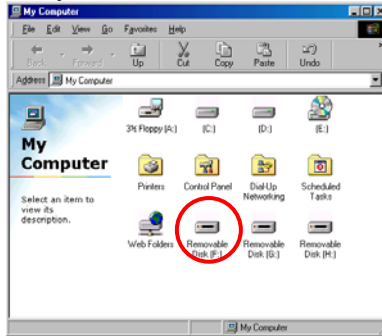 My Computer
File Edit View Go Favorites Help
Back Forward Up Cut Copy Paste Undo
Address My Computer
My
Computer
Select an item to
view its
description.
3½ Floppy (A:) (C:) (D:) (E:)
Printers Control Panel Dial-Up
Networking Scheduled
Tasks
Web Folders Removable
Disk (F:) Removable
Disk (G:) Removable
Disk (H:)
My Computer